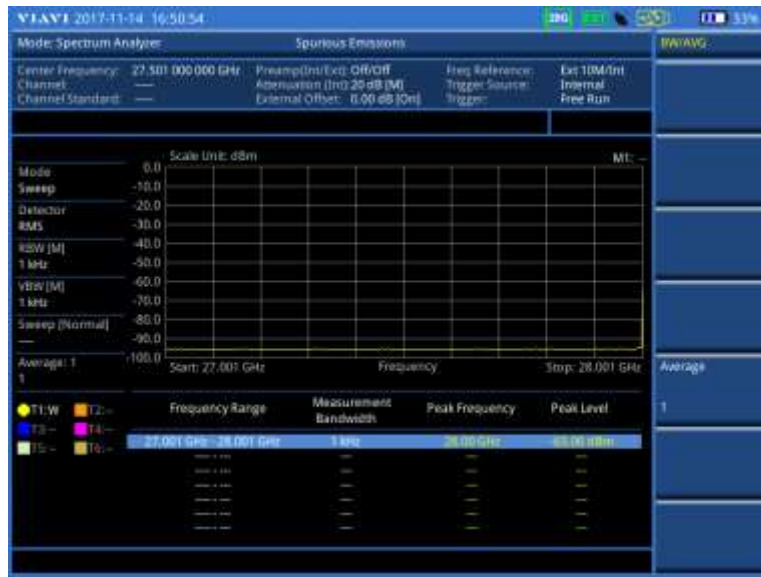 VIAVI 2017-11-14 16:50:54
33%
Mode: Spectrum Analyzer
Spurious Emissions
BW/AVG
Center Frequency: 27.501 000 000 GHz
Channel: ----
Channel Standard: ----
Preamp(Int/Ext): Off/Off
Attenuation (Int): 20 dB [M]
External Offset: 0.00 dB [On]
Freq Reference: Ext 10M/Int
Trigger Source: Internal
Trigger: Free Run
Scale Unit: dBm
M1: --
Mode
Sweep
Detector
RMS
RBW [M]
1 kHz
VBW [M]
1 kHz
Sweep [Normal]
----
Average: 1
1
0.0
-10.0
-20.0
-30.0
-40.0
-50.0
-60.0
-70.0
-80.0
-90.0
-100.0
Start: 27.001 GHz
Frequency
Stop: 28.001 GHz
Average
1
T1:W T2:--
T3:-- T4:--
T5:-- T6:--
Frequency Range
Measurement Bandwidth
Peak Frequency
Peak Level
27.001 GHz - 28.001 GHz 1 kHz 28.00 GHz